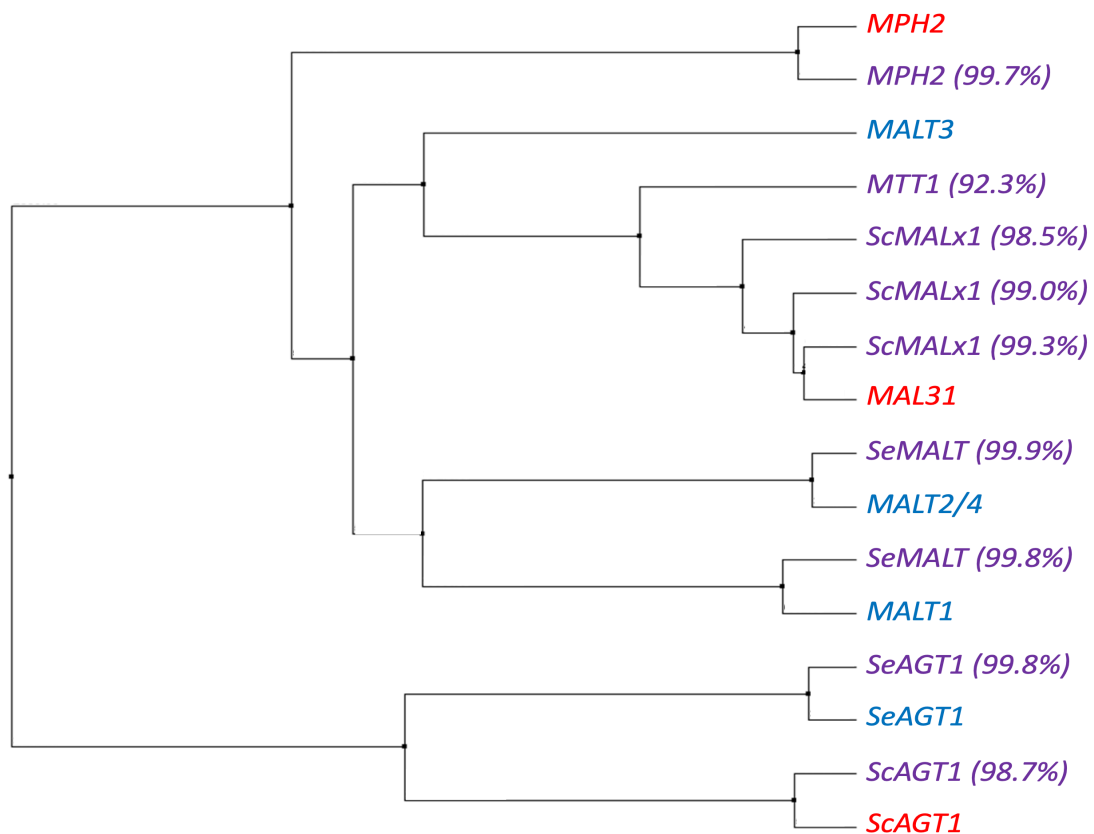 MPH2
MPH2 (99.7%)
MALT3
MTT1 (92.3%)
ScMALx1 (98.5%)
ScMALx1 (99.0%)
ScMALx1 (99.3%)
MAL31
SeMALT (99.9%)
MALT2/4
SeMALT (99.8%)
MALT1
SeAGT1 (99.8%)
SeAGT1
ScAGT1 (98.7%)
ScAGT1